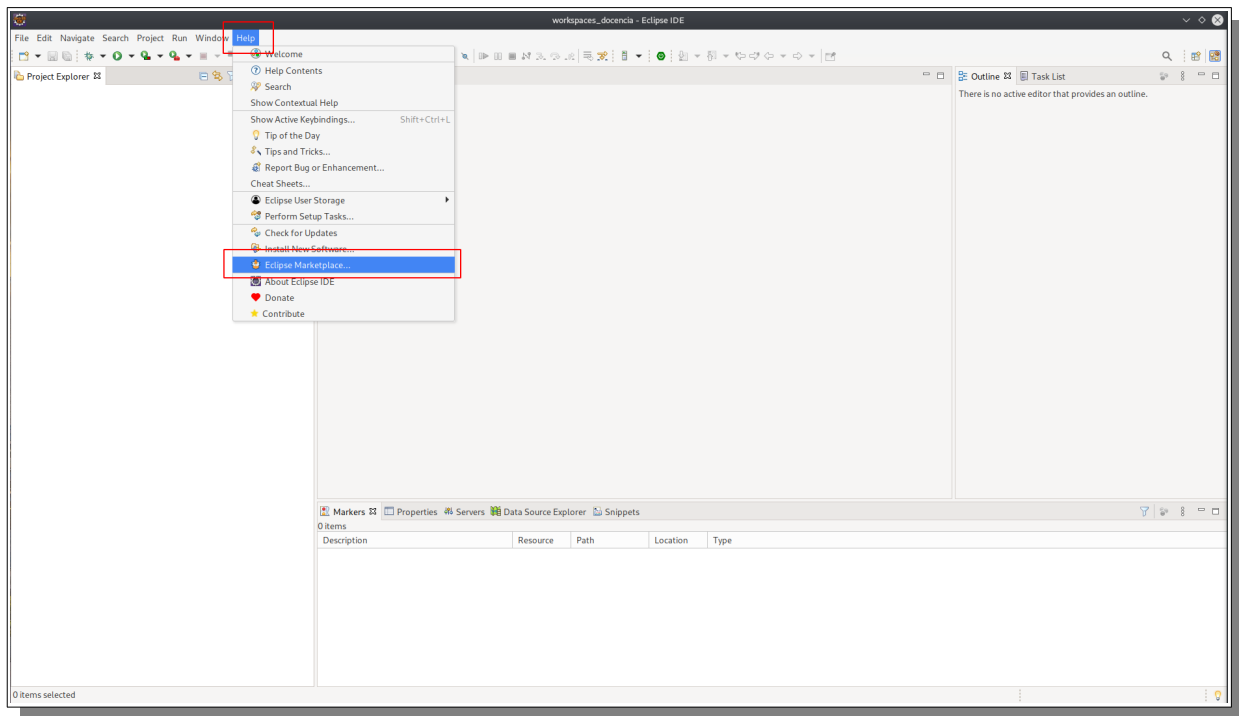 workspaces_docencia - Eclipse IDE
File Edit Navigate Search Project Run Window Help
Welcome
Help Contents
Search
Show Contextual Help
Show Active Keybindings... Shift+Ctrl+L
Tip of the Day
Tips and Tricks...
Report Bug or Enhancement...
Cheat Sheets...
Eclipse User Storage
Perform Setup Tasks...
Check for Updates
Install New Software...
Eclipse Marketplace...
About Eclipse IDE
Donate
Contribute
Project Explorer
Outline Task List
There is no active editor that provides an outline.
Markers Properties Servers Data Source Explorer Snippets
0 items
Description Resource Path Location Type
0 items selected